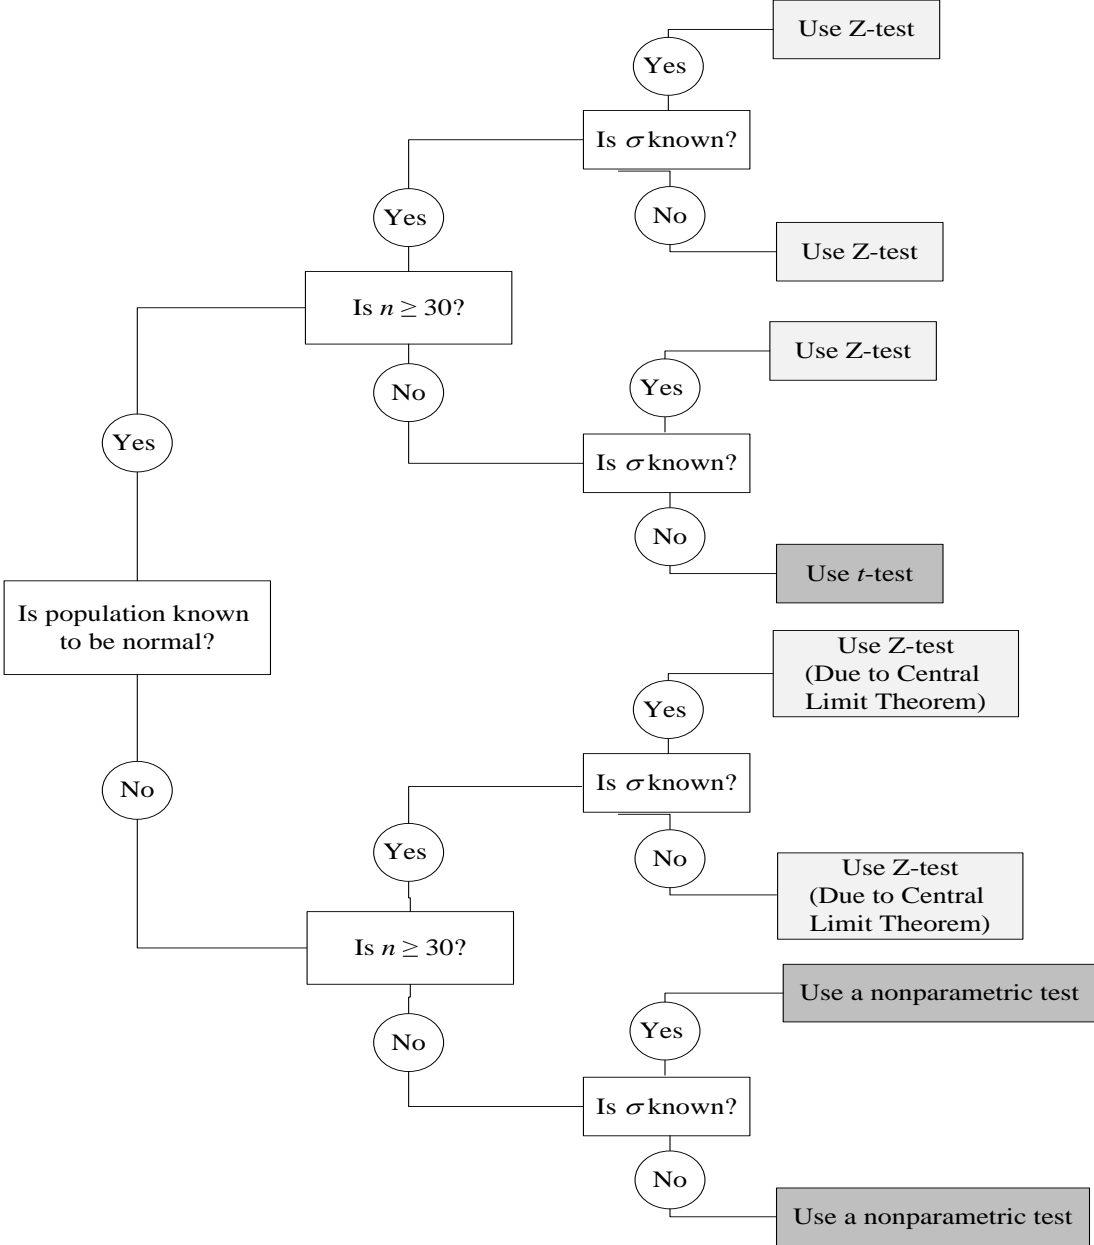 Use Z-test
Yes
Is σ known?
Yes
No
Use Z-test
Is n ≥ 30?
Use Z-test
No
Yes
Yes
Is σ known?
No
Use t-test
Is population known
to be normal?
Use Z-test
(Due to Central
Limit Theorem)
Yes
Is σ known?
No
Yes
No
Use Z-test
(Due to Central
Limit Theorem)
Is n ≥ 30?
Use a nonparametric test
Yes
No
Is σ known?
No
Use a nonparametric test